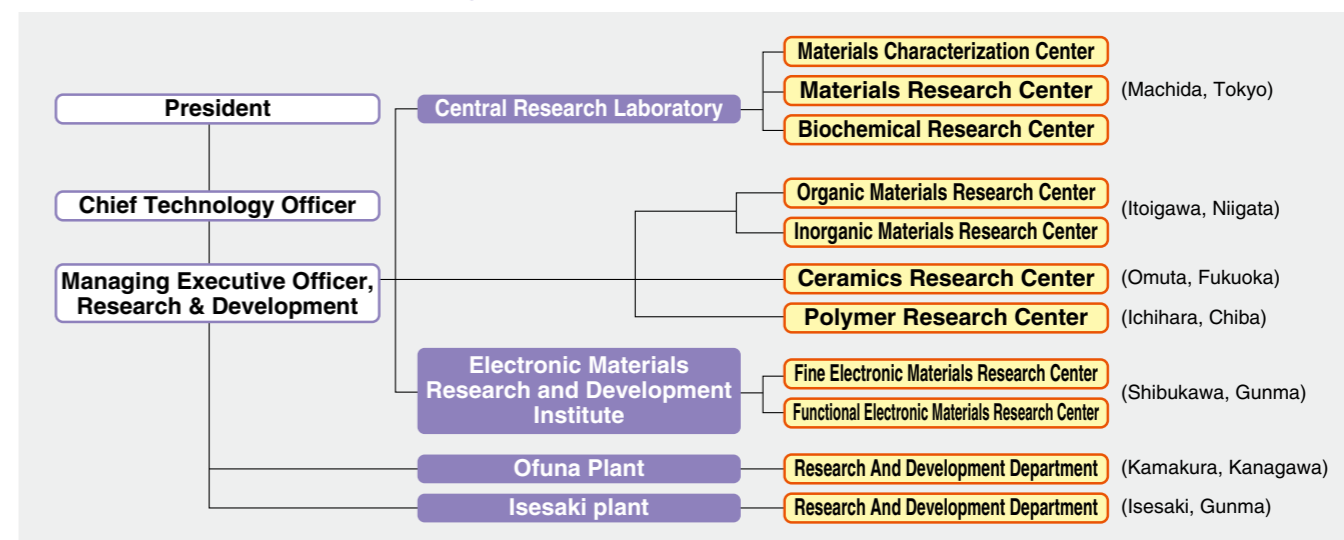 President
Chief Technology Officer
Managing Executive Officer,
Research & Development
Central Research Laboratory
Materials Characterization Center
Materials Research Center
Biochemical Research Center
(Machida, Tokyo)
Organic Materials Research Center
Inorganic Materials Research Center
(Itoigawa, Niigata)
Ceramics Research Center
(Omuta, Fukuoka)
Polymer Research Center
(Ichihara, Chiba)
Electronic Materials
Research and Development
Institute
Fine Electronic Materials Research Center
Functional Electronic Materials Research Center
(Shibukawa, Gunma)
Ofuna Plant
Research And Development Department
(Kamakura, Kanagawa)
Isesaki plant
Research And Development Department
(Isesaki, Gunma)